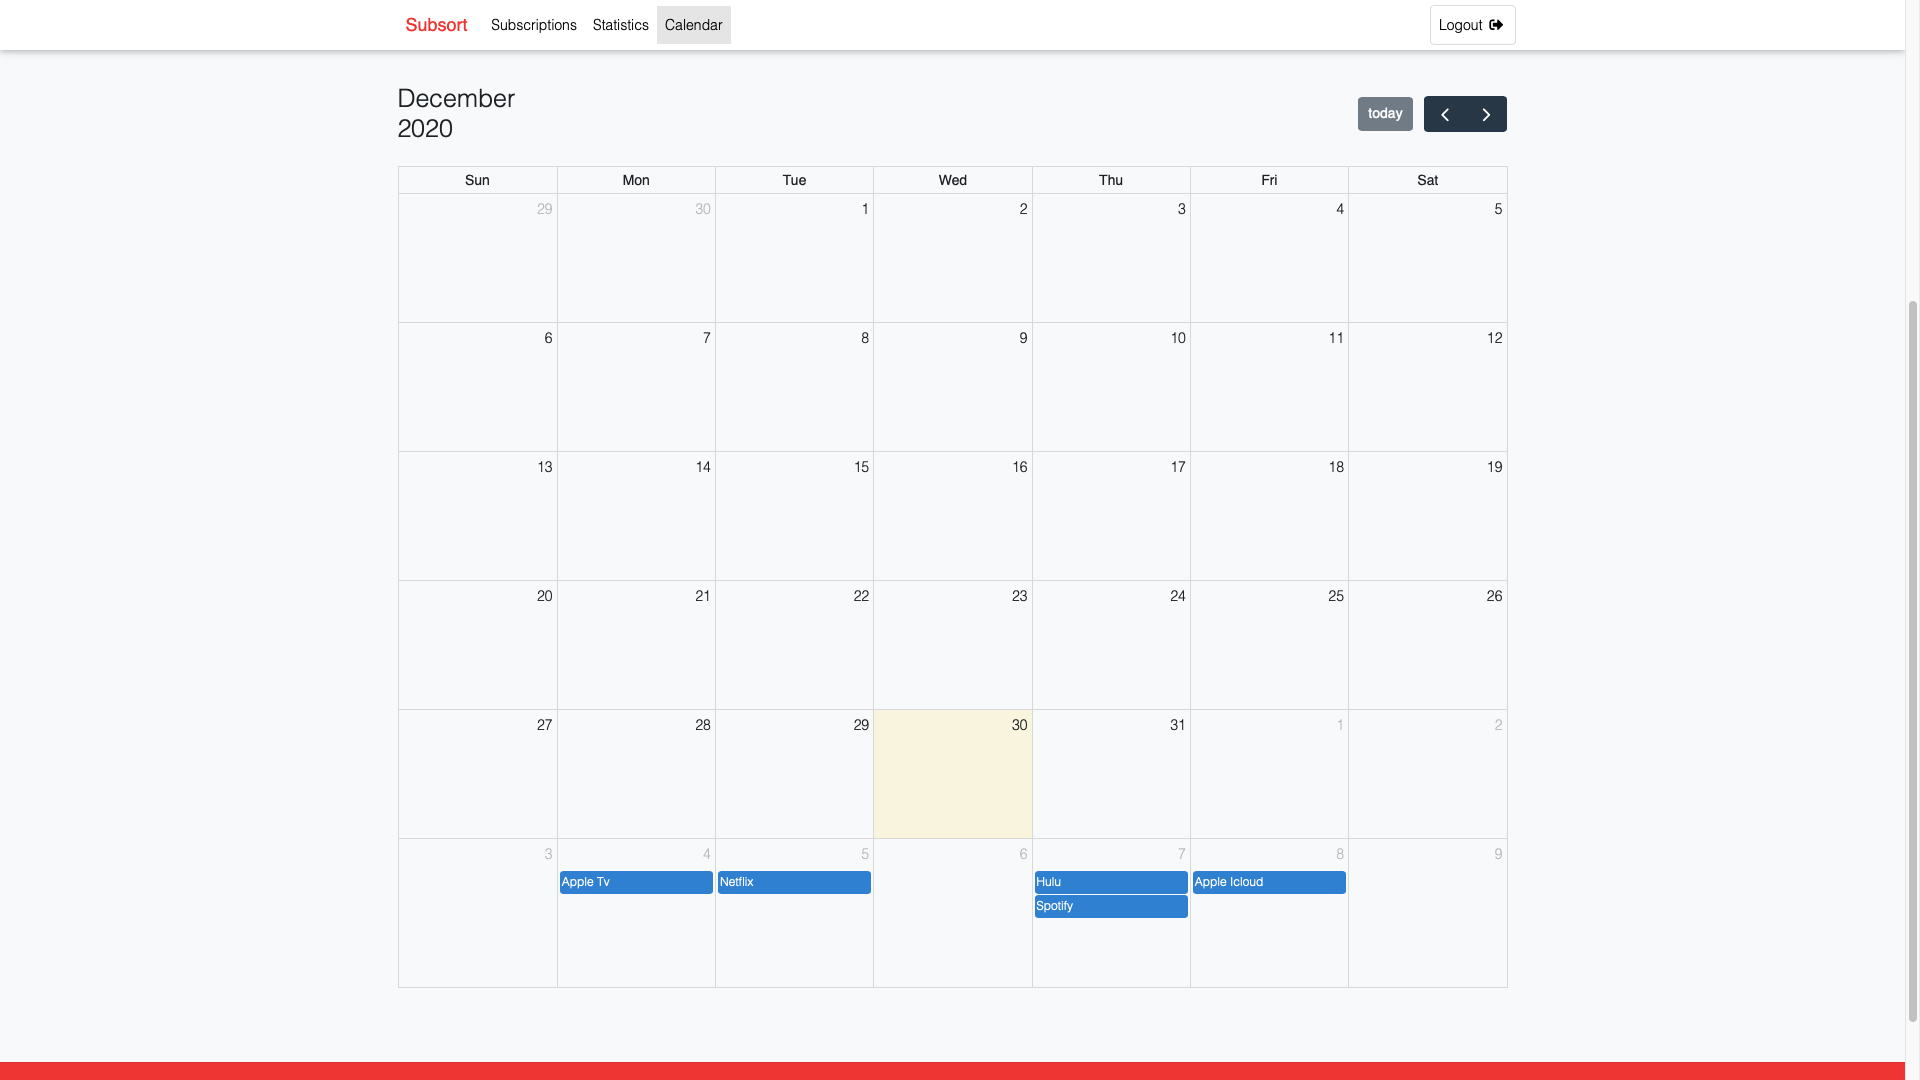 Subsort Subscriptions Statistics Calendar Logout
December
2020
today
Sun Mon Tue Wed Thu Fri Sat
29 30 1 2 3 4 5
6 7 8 9 10 11 12
13 14 15 16 17 18 19
20 21 22 23 24 25 26
27 28 29 30 31 1 2
3 4 5 6 7 8 9
Apple Tv Netflix Hulu Apple Icloud
Spotify